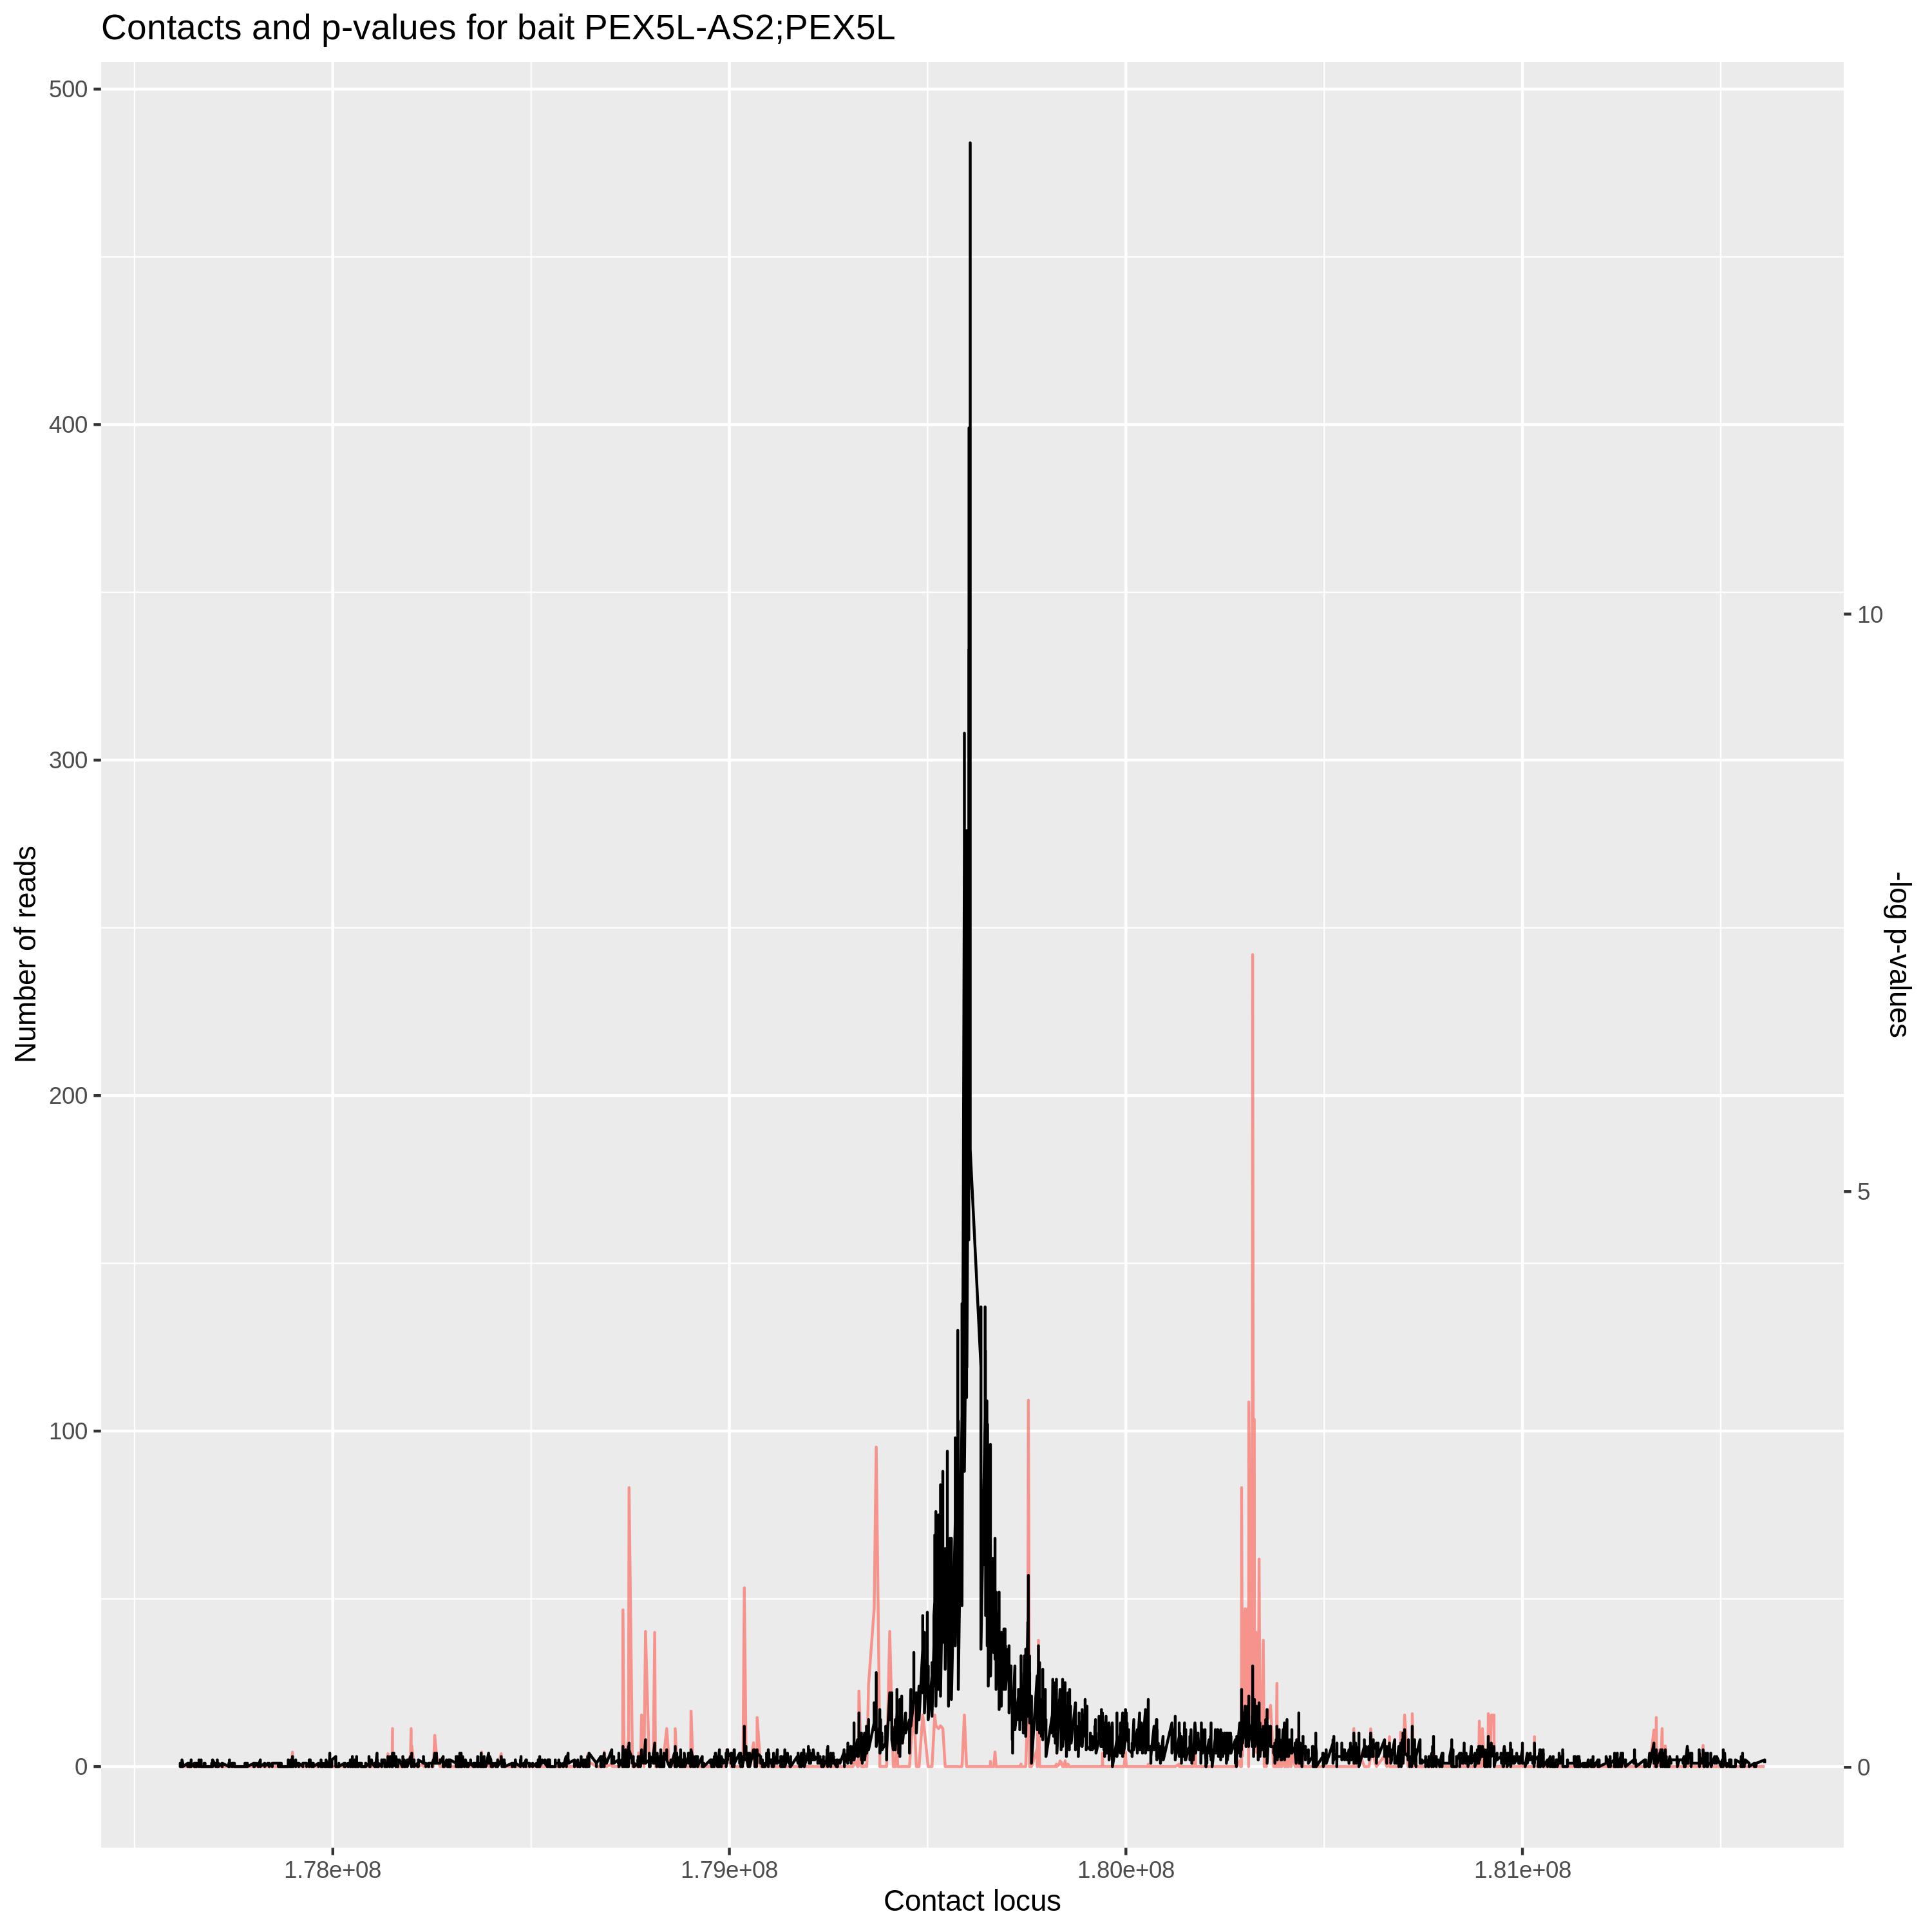 Contacts and p-values for bait PEX5L-AS2;PEX5L
500
400
300
200
100
0
Number of reads
10
5
0
-log p-values
1.78e+08
1.79e+08
1.80e+08
1.81e+08
Contact locus